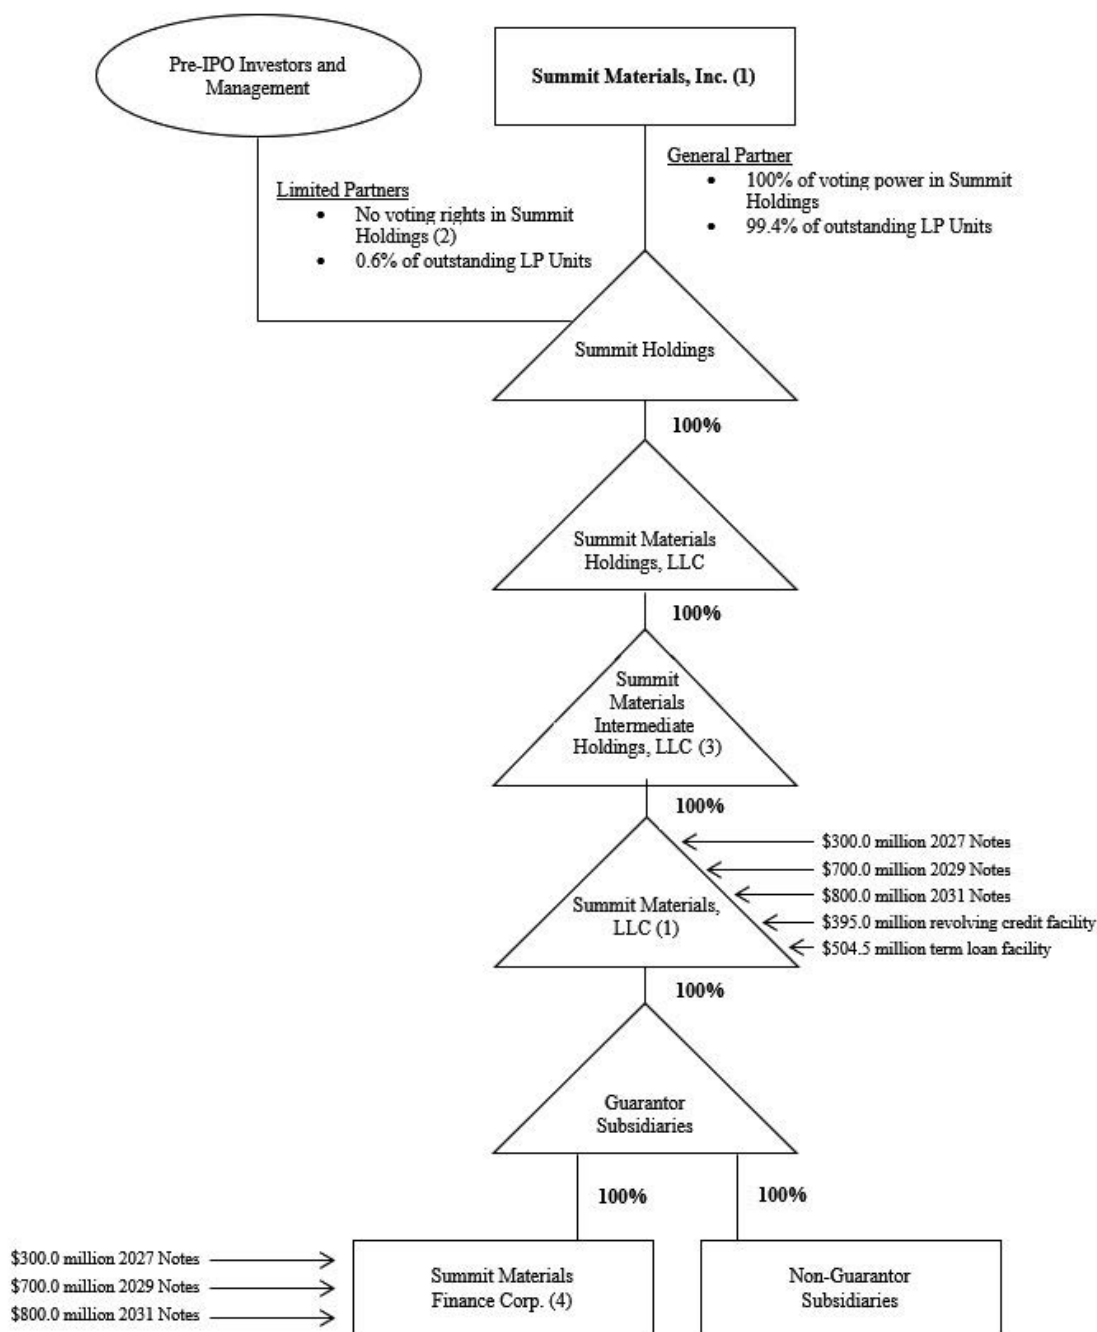 Pre-IPO Investors and
Management
Summit Materials, Inc. (1)
Limited Partners
• No voting rights in Summit
Holdings (2)
• 0.6% of outstanding LP Units
General Partner
• 100% of voting power in Summit
Holdings
• 99.4% of outstanding LP Units
Summit Holdings
100%
Summit Materials
Holdings, LLC
100%
Summit
Materials
Intermediate
Holdings, LLC (3)
100%
Summit Materials,
LLC (1)
$300.0 million 2027 Notes
$700.0 million 2029 Notes
$800.0 million 2031 Notes
$395.0 million revolving credit facility
$504.5 million term loan facility
100%
Guarantor
Subsidiaries
100%
100%
$300.0 million 2027 Notes
$700.0 million 2029 Notes
$800.0 million 2031 Notes
Summit Materials
Finance Corp. (4)
Non-Guarantor
Subsidiaries